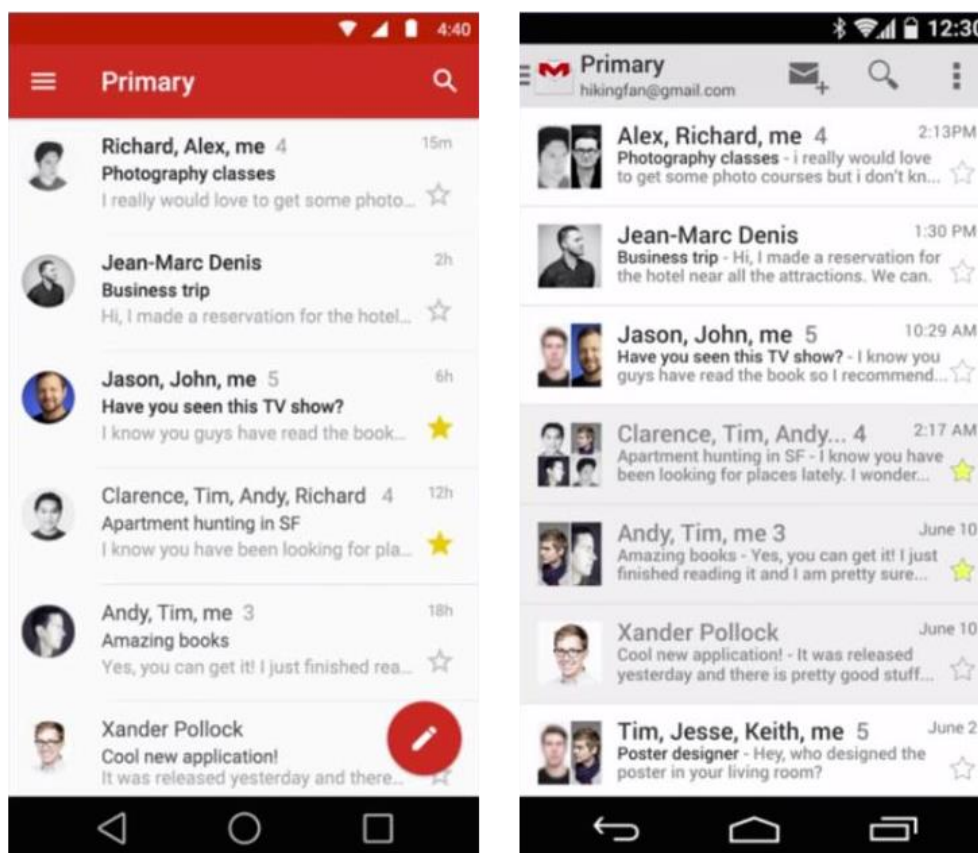 4:40
Primary
Richard, Alex, me 4 15m
Photography classes
I really would love to get some photo...
Jean-Marc Denis 2h
Business trip
Hi, I made a reservation for the hotel...
Jason, John, me 5 6h
Have you seen this TV show?
I know you guys have read the book...
Clarence, Tim, Andy, Richard 4 12h
Apartment hunting in SF
I know you have been looking for pla...
Andy, Tim, me 3 18h
Amazing books
Yes, you can get it! I just finished rea...
Xander Pollock
Cool new application!
It was released yesterday and there...
12:30
Primary
hikingfan@gmail.com
Alex, Richard, me 4 2:13PM
Photography classes - i really would love
to get some photo courses but i don't kn...
Jean-Marc Denis 1:30 PM
Business trip - Hi, I made a reservation for
the hotel near all the attractions. We can.
Jason, John, me 5 10:29 AM
Have you seen this TV show? - I know you
guys have read the book so I recommend...
Clarence, Tim, Andy... 4 2:17 AM
Apartment hunting in SF - I know you have
been looking for places lately. I wonder...
Andy, Tim, me 3 June 10
Amazing books - Yes, you can get it! I just
finished reading it and I am pretty sure...
Xander Pollock June 10
Cool new application! - It was released
yesterday and there is pretty good stuff...
Tim, Jesse, Keith, me 5 June 2
Poster designer - Hey, who designed the
poster in your living room?